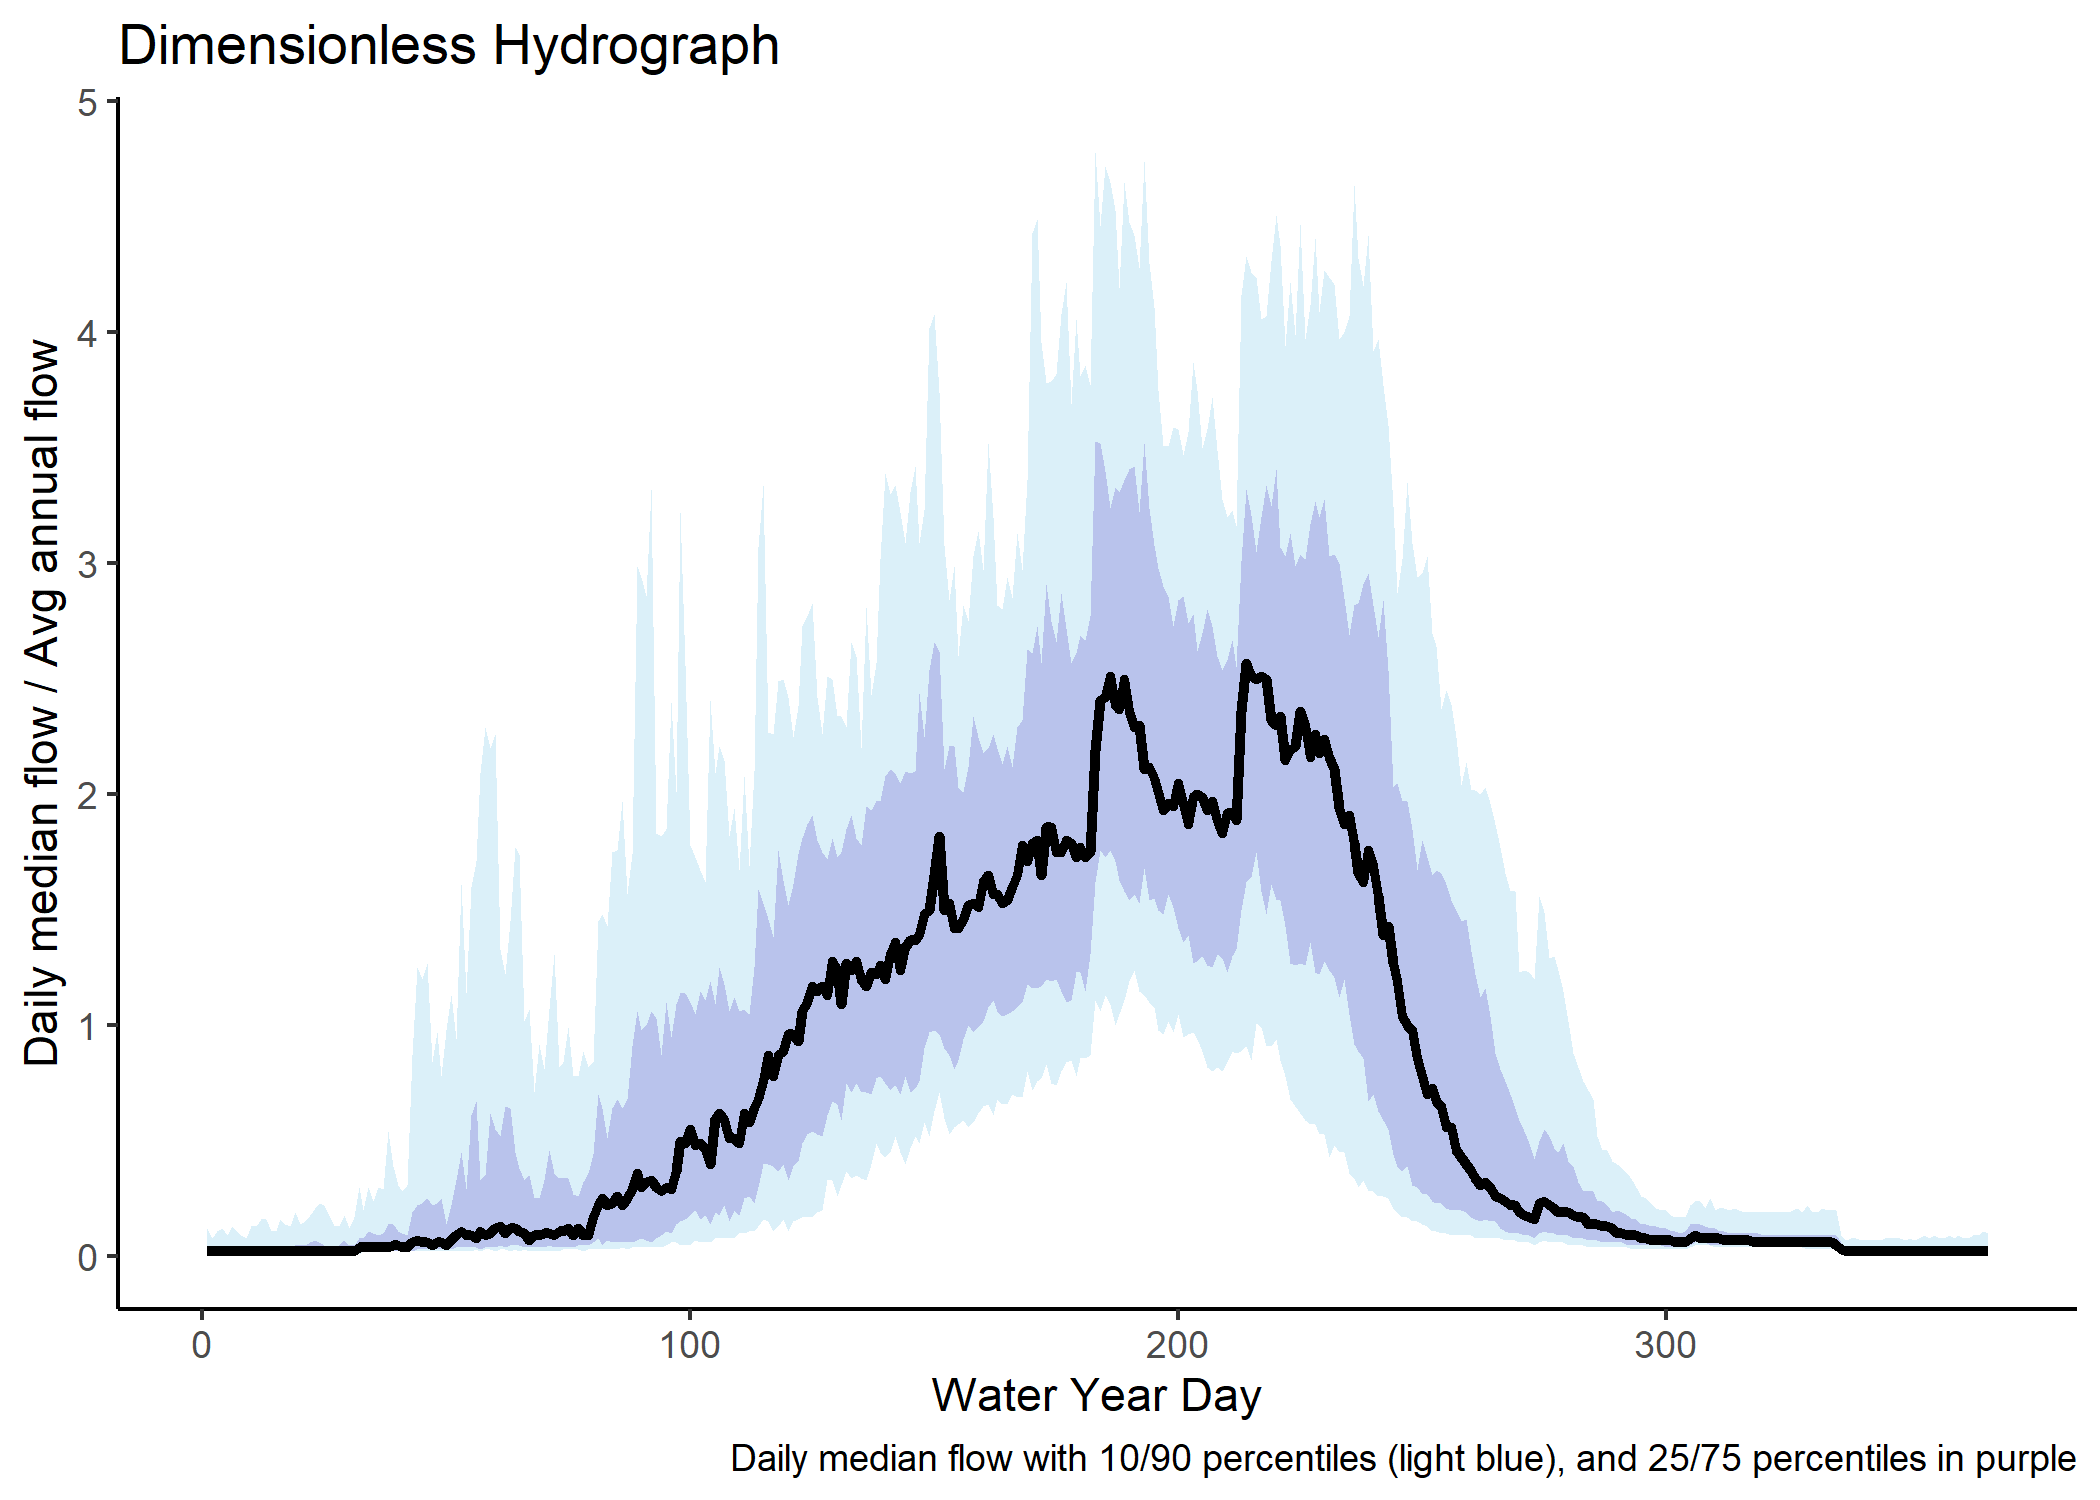 Dimensionless Hydrograph
5
4
3
2
1
0
Daily median flow / Avg annual flow
0 100 200 300
Water Year Day
Daily median flow with 10/90 percentiles (light blue), and 25/75 percentiles in purple